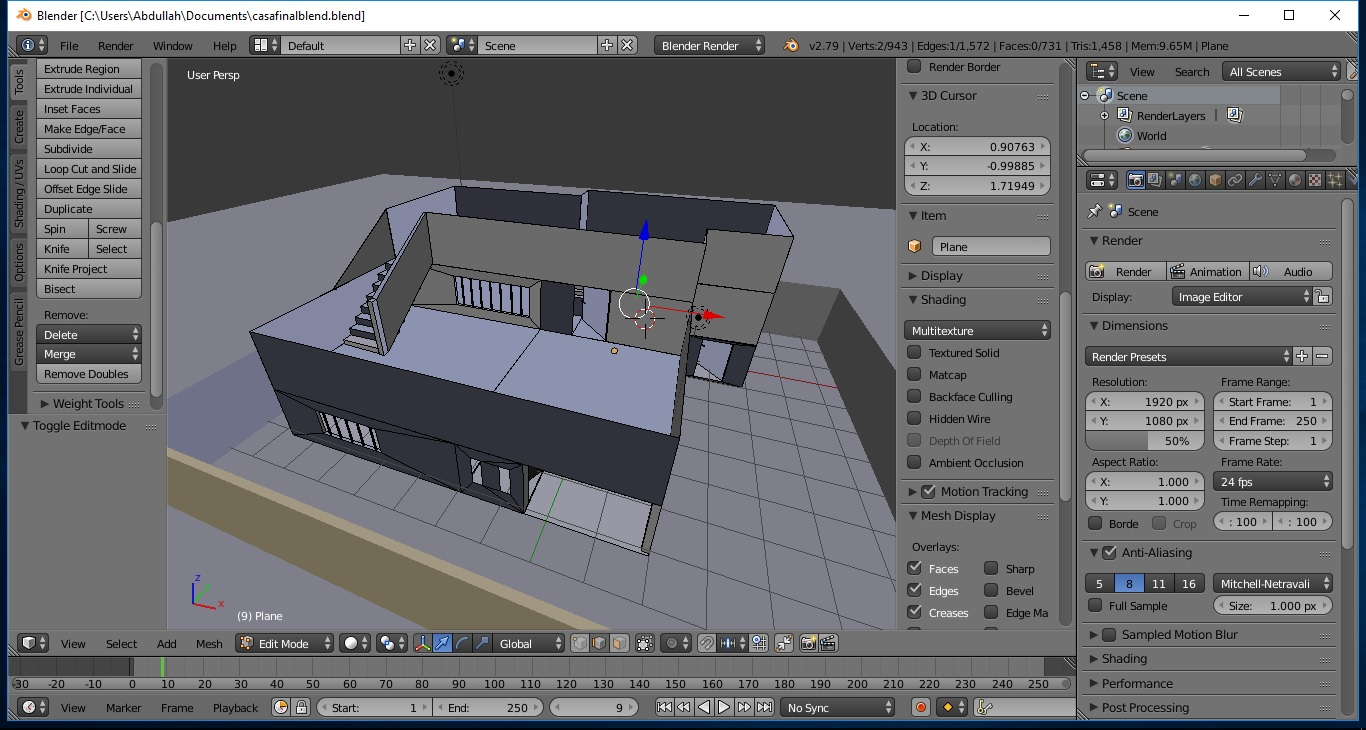 Blender [C:\Users\Abdullah\Documents\casafinalblend.blend]
File Render Window Help Default Scene Blender Render v2.79 | Verts:2/943 | Edges:1/1,572 | Faces:0/731 | Tris:1,458 | Mem:9.65M | Plane
Tools
Create
Shading / UVs
Options
Grease Pencil
Extrude Region
Extrude Individual
Inset Faces
Make Edge/Face
Subdivide
Loop Cut and Slide
Offset Edge Slide
Duplicate
Spin Screw
Knife Select
Knife Project
Bisect
Remove:
Delete
Merge
Remove Doubles
Weight Tools
Toggle Editmode
User Persp
z
x
(9) Plane
Render Border
3D Cursor
Location:
X: 0.90763
Y: -0.99885
Z: 1.71949
Item
Plane
Display
Shading
Multitexture
Textured Solid
Matcap
Backface Culling
Hidden Wire
Depth Of Field
Ambient Occlusion
Motion Tracking
Mesh Display
Overlays:
Faces Sharp
Edges Bevel
Creases Edge Ma
View Search All Scenes
Scene
RenderLayers |
World
Scene
Render
Render Animation Audio
Display: Image Editor
Dimensions
Render Presets
Resolution: Frame Range:
X: 1920 px Start Frame: 1
Y: 1080 px End Frame: 250
50% Frame Step: 1
Aspect Ratio: Frame Rate:
X: 1.000 24 fps
Y: 1.000 Time Remapping:
Borde Crop : 100 : 100
Anti-Aliasing
5 8 11 16 Mitchell-Netravali
Full Sample Size: 1.000 px
Sampled Motion Blur
Shading
Performance
Post Processing
View Select Add Mesh Edit Mode Global
-30 -20 -10 0 10 20 30 40 50 60 70 80 90 100 110 120 130 140 150 160 170 180 190 200 210 220 230 240 250
View Marker Frame Playback Start: 1 End: 250 9 No Sync